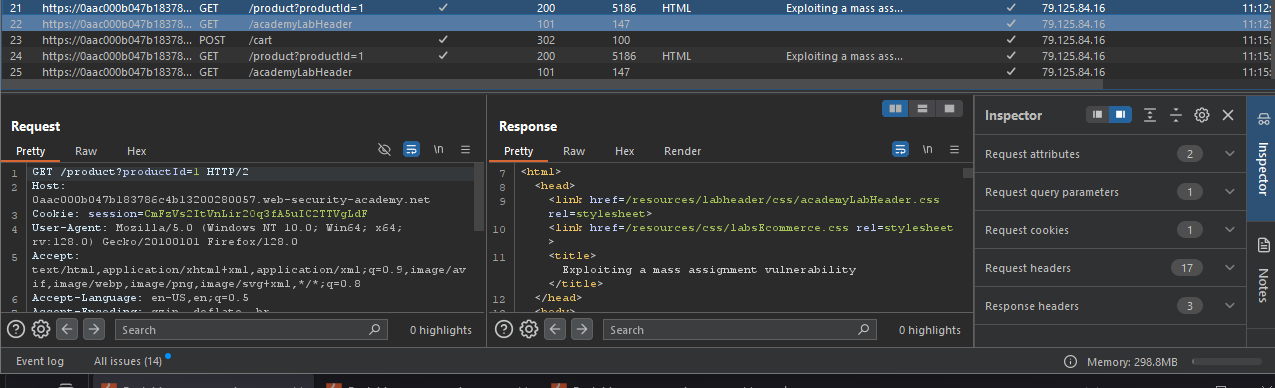 21 https://0aac000b047b18378... GET /product?productId=1 ✓ 200 5186 HTML Exploiting a mass ass... ✓ 79.125.84.16 11:12:
22 https://0aac000b047b18378... GET /academyLabHeader 101 147 ✓ 79.125.84.16 11:12:
23 https://0aac000b047b18378... POST /cart ✓ 302 100 ✓ 79.125.84.16 11:15:
24 https://0aac000b047b18378... GET /product?productId=1 ✓ 200 5186 HTML Exploiting a mass ass... ✓ 79.125.84.16 11:15:
25 https://0aac000b047b18378... GET /academyLabHeader 101 147 ✓ 79.125.84.16 11:15:
Request
Pretty Raw Hex \n
1 GET /product?productId=1 HTTP/2
2 Host:
0aac000b047b183786c4b13200280057.web-security-academy.net
3 Cookie: session=CmFzVs2ItVnLir20q3fA5uIC2TTVgLdF
4 User-Agent: Mozilla/5.0 (Windows NT 10.0; Win64; x64;
rv:128.0) Gecko/20100101 Firefox/128.0
5 Accept:
text/html,application/xhtml+xml,application/xml;q=0.9,image/av
if,image/webp,image/png,image/svg+xml,*/*;q=0.8
6 Accept-Language: en-US,en;q=0.5
Accept-Encoding: gzip, deflate, br
Search 0 highlights
Response
Pretty Raw Hex Render \n
7 <html>
8 <head>
9 <link href=/resources/labheader/css/academyLabHeader.css
rel=stylesheet>
10 <link href=/resources/css/labsEcommerce.css rel=stylesheet
>
11 <title>
Exploiting a mass assignment vulnerability
</title>
12 </head>
<body>
Search 0 highlights
Inspector
Request attributes 2
Request query parameters 1
Request cookies 1
Request headers 17
Response headers 3
Inspector
Notes
Event log All issues (14) Memory: 298.8MB